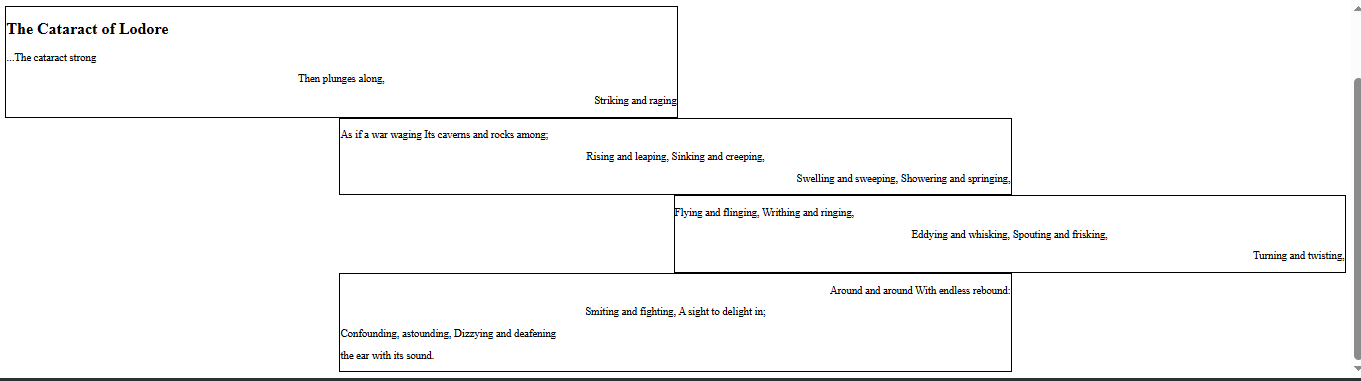 The Cataract of Lodore
...The cataract strong
Then plunges along,
Striking and raging
As if a war waging Its caverns and rocks among;
Rising and leaping, Sinking and creeping,
Swelling and sweeping, Showering and springing,
Flying and flinging, Writhing and ringing,
Eddying and whisking, Spouting and frisking,
Turning and twisting,
Around and around With endless rebound:
Smiting and fighting, A sight to delight in;
Confounding, astounding, Dizzying and deafening
the ear with its sound.